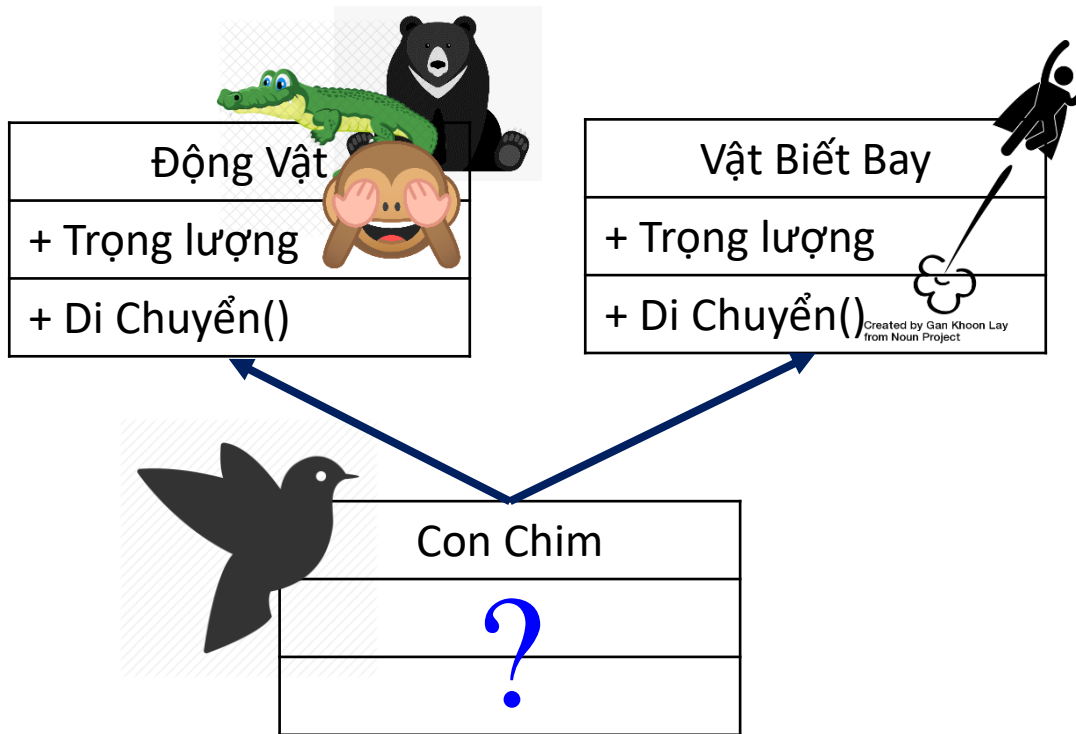 Động Vật
+ Trọng lượng
+ Di Chuyển()
Vật Biết Bay
+ Trọng lượng
+ Di Chuyển()
Created by Gan Khoon Lay
from Noun Project
Con Chim
?